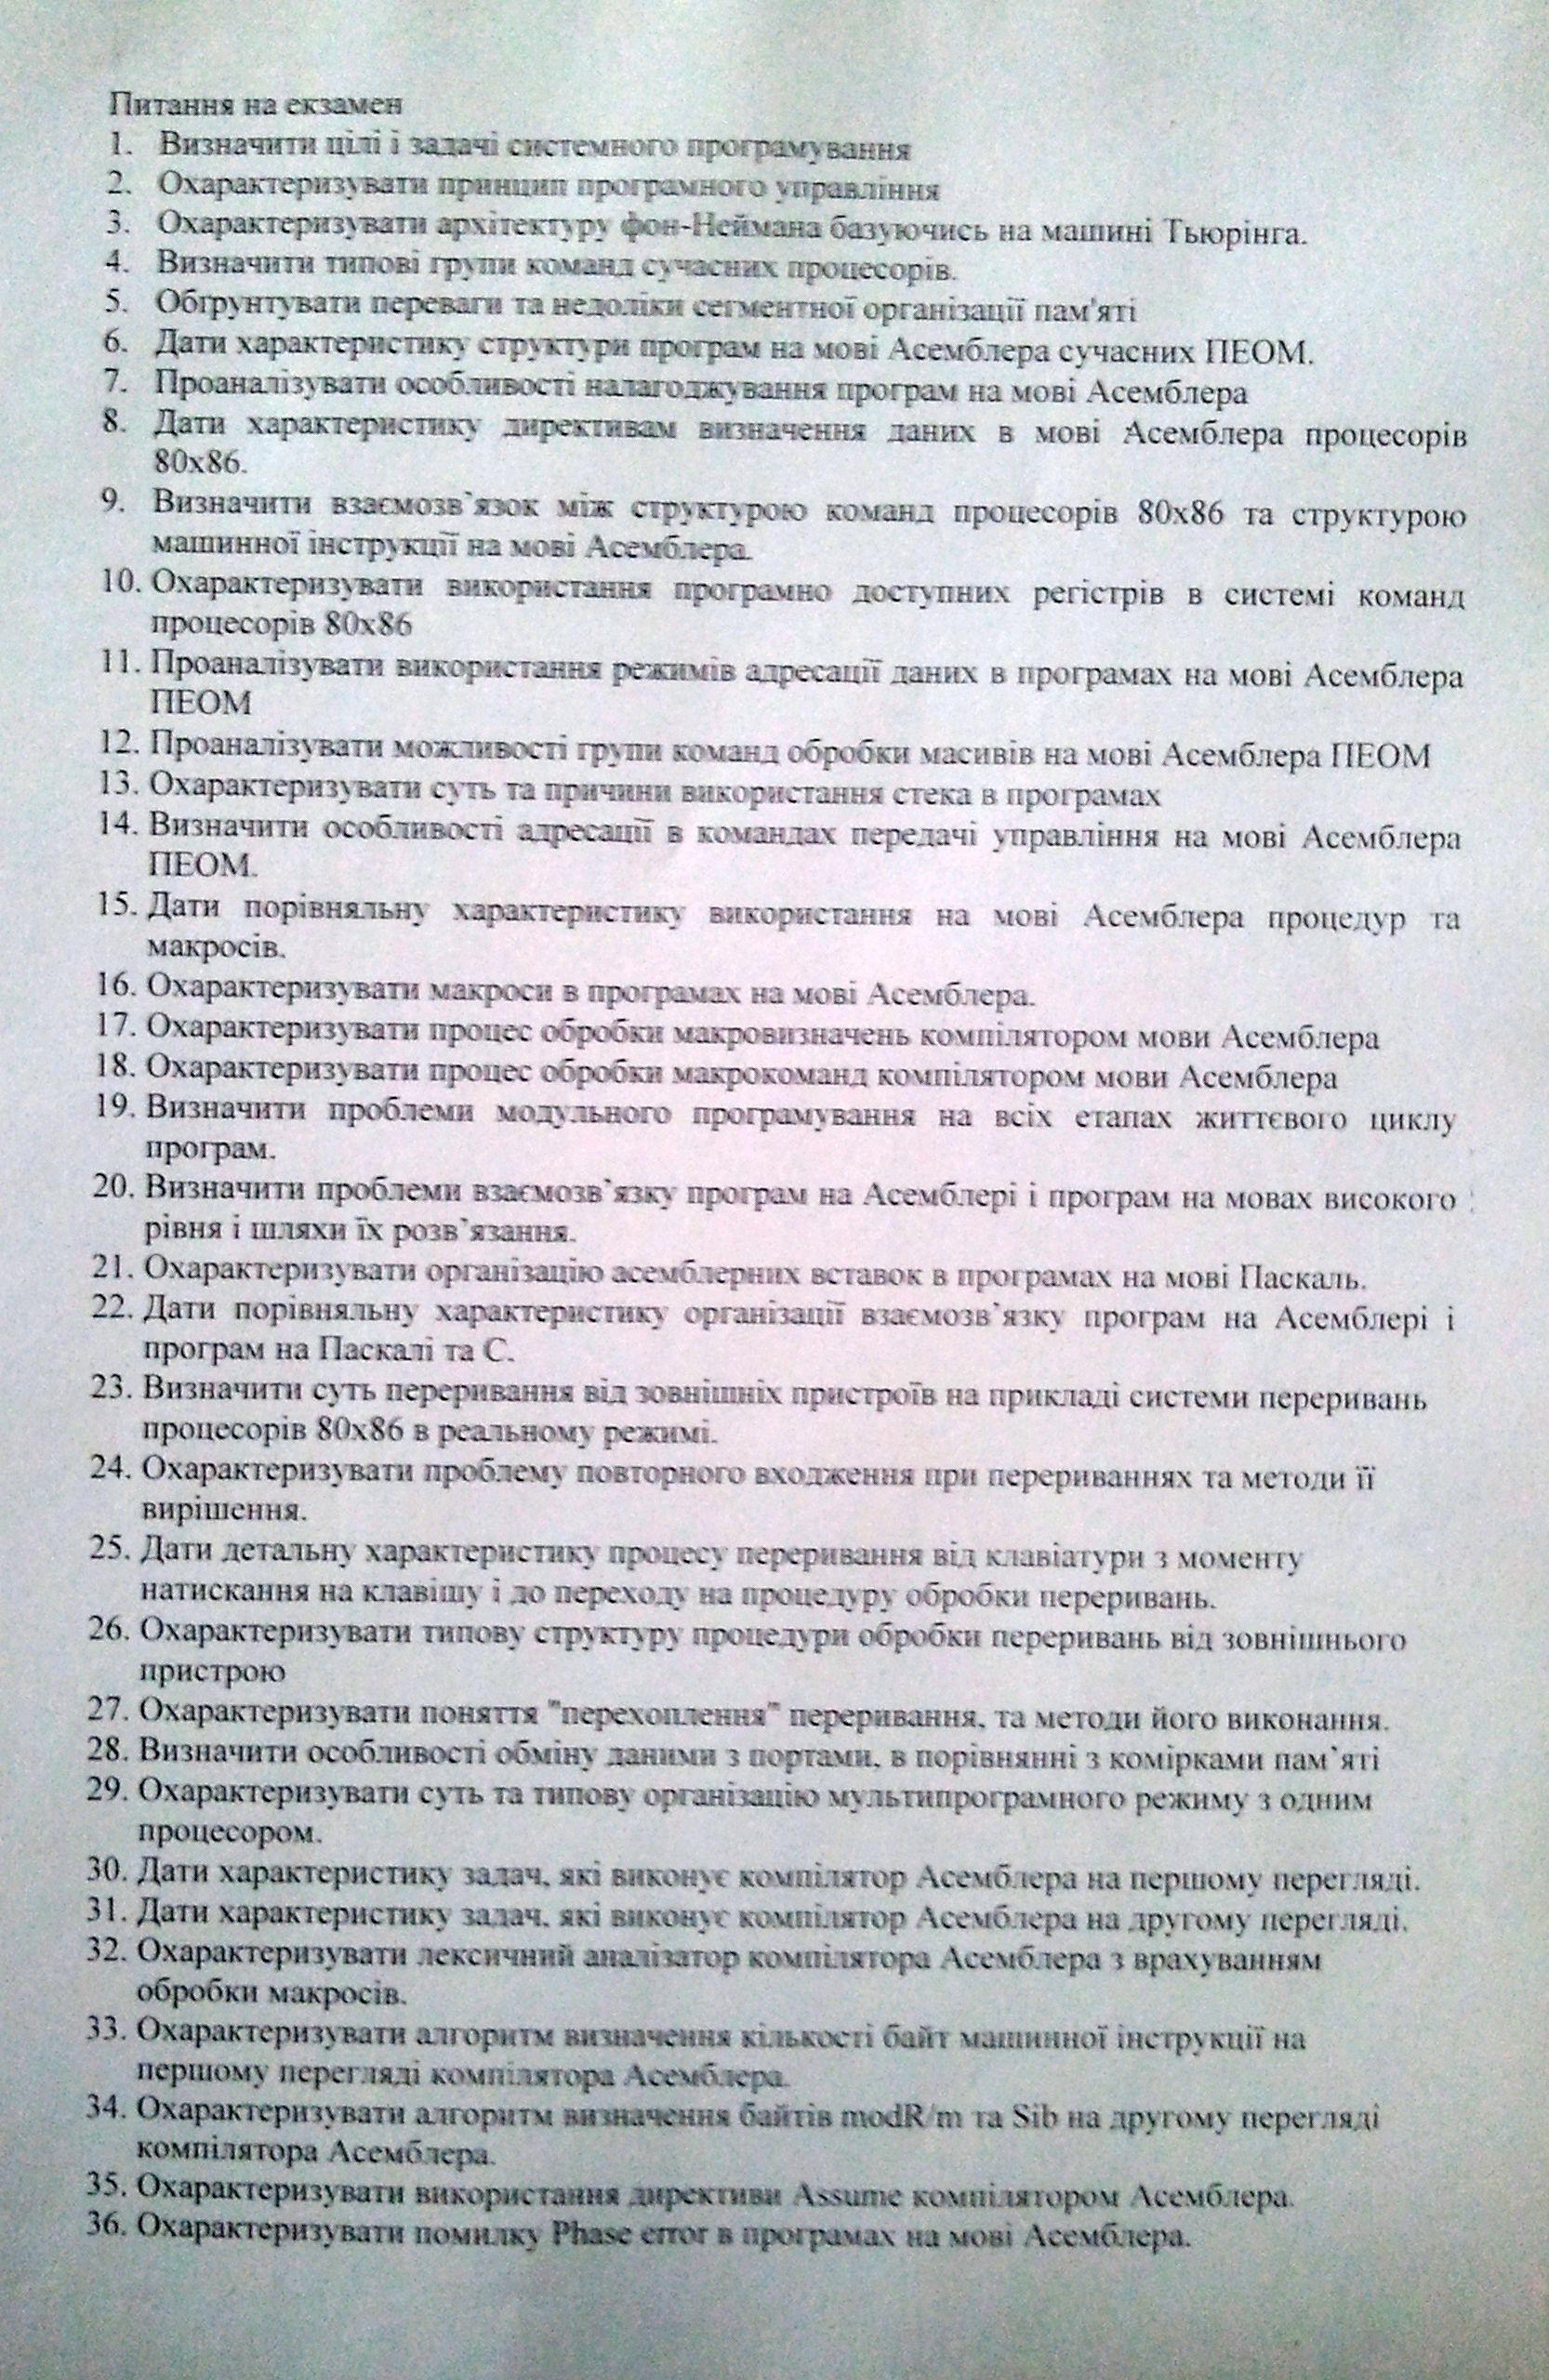 Питання на екзамен
1. Визначити цілі і задачі системного програмування
2. Охарактеризувати принцип програмного управління
3. Охарактеризувати архітектуру фон-Неймана базуючись на машині Тьюрінга.
4. Визначити типові групи команд сучасних процесорів.
5. Обґрунтувати переваги та недоліки сегментної організації пам'яті
6. Дати характеристику структури програм на мові Асемблера сучасних ПЕОМ.
7. Проаналізувати особливості налагоджування програм на мові Асемблера
8. Дати характеристику директивам визначення даних в мові Асемблера процесорів
80x86.
9. Визначити взаємозв`язок між структурою команд процесорів 80x86 та структурою
машинної інструкції на мові Асемблера.
10. Охарактеризувати використання програмно доступних регістрів в системі команд
процесорів 80x86
11. Проаналізувати використання режимів адресації даних в програмах на мові Асемблера
ПЕОМ
12. Проаналізувати можливості групи команд обробки масивів на мові Асемблера ПЕОМ
13. Охарактеризувати суть та причини використання стека в програмах
14. Визначити особливості адресації в командах передачі управління на мові Асемблера
ПЕОМ.
15. Дати порівняльну характеристику використання на мові Асемблера процедур та
макросів.
16. Охарактеризувати макроси в програмах на мові Асемблера.
17. Охарактеризувати процес обробки макровизначень компілятором мови Асемблера
18. Охарактеризувати процес обробки макрокоманд компілятором мови Асемблера
19. Визначити проблеми модульного програмування на всіх етапах життєвого циклу
програм.
20. Визначити проблеми взаємозв`язку програм на Асемблері і програм на мовах високого
рівня і шляхи їх розв`язання.
21. Охарактеризувати організацію асемблерних вставок в програмах на мові Паскаль.
22. Дати порівняльну характеристику організації взаємозв`язку програм на Асемблері і
програм на Паскалі та С.
23. Визначити суть переривання від зовнішніх пристроїв на прикладі системи переривань
процесорів 80x86 в реальному режимі.
24. Охарактеризувати проблему повторного входження при перериваннях та методи її
вирішення.
25. Дати детальну характеристику процесу переривання від клавіатури з моменту
натискання на клавішу і до переходу на процедуру обробки переривань.
26. Охарактеризувати типову структуру процедури обробки переривань від зовнішнього
пристрою
27. Охарактеризувати поняття "перехоплення" переривання, та методи його виконання.
28. Визначити особливості обміну даними з портами, в порівнянні з комірками пам`яті
29. Охарактеризувати суть та типову організацію мультипрограмного режиму з одним
процесором.
30. Дати характеристику задач, які виконує компілятор Асемблера на першому перегляді.
31. Дати характеристику задач, які виконує компілятор Асемблера на другому перегляді.
32. Охарактеризувати лексичний аналізатор компілятора Асемблера з врахуванням
обробки макросів.
33. Охарактеризувати алгоритм визначення кількості байт машинної інструкції на
першому перегляді компілятора Асемблера.
34. Охарактеризувати алгоритм визначення байтів modR/m та Sib на другому перегляді
компілятора Асемблера.
35. Охарактеризувати використання директиви Assume компілятором Асемблера.
36. Охарактеризувати помилку Phase error в програмах на мові Асемблера.